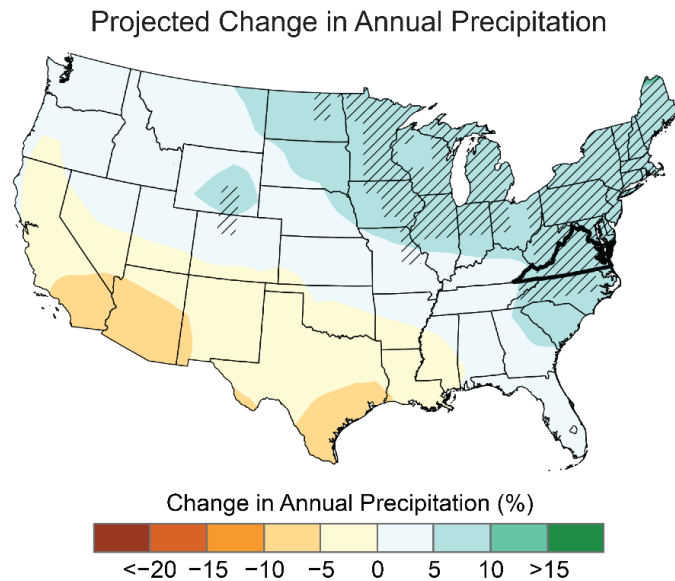 Projected Change in Annual Precipitation
Change in Annual Precipitation (%)
<−20 −15 −10 −5 0 5 10 >15